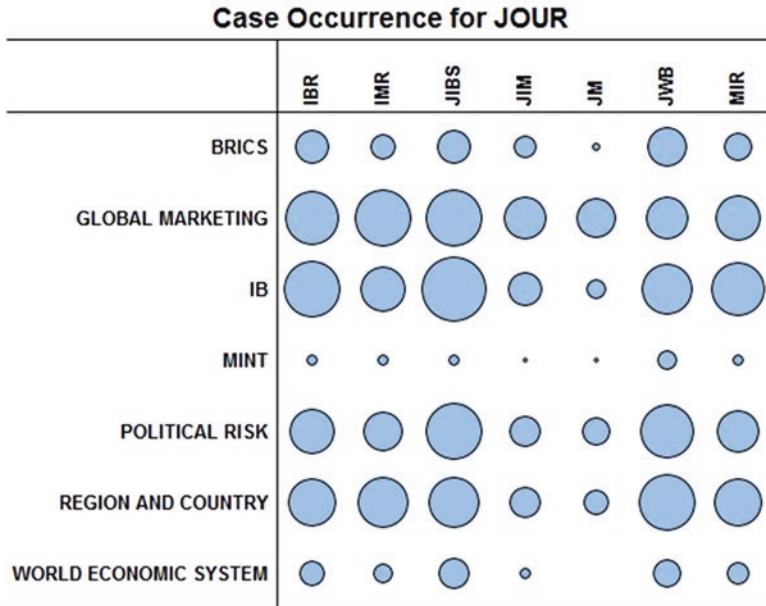 Case Occurrence for JOUR
IBR IMR JIBS JIM JM JWB MIR
BRICS
GLOBAL MARKETING
IB
MINT
POLITICAL RISK
REGION AND COUNTRY
WORLD ECONOMIC SYSTEM